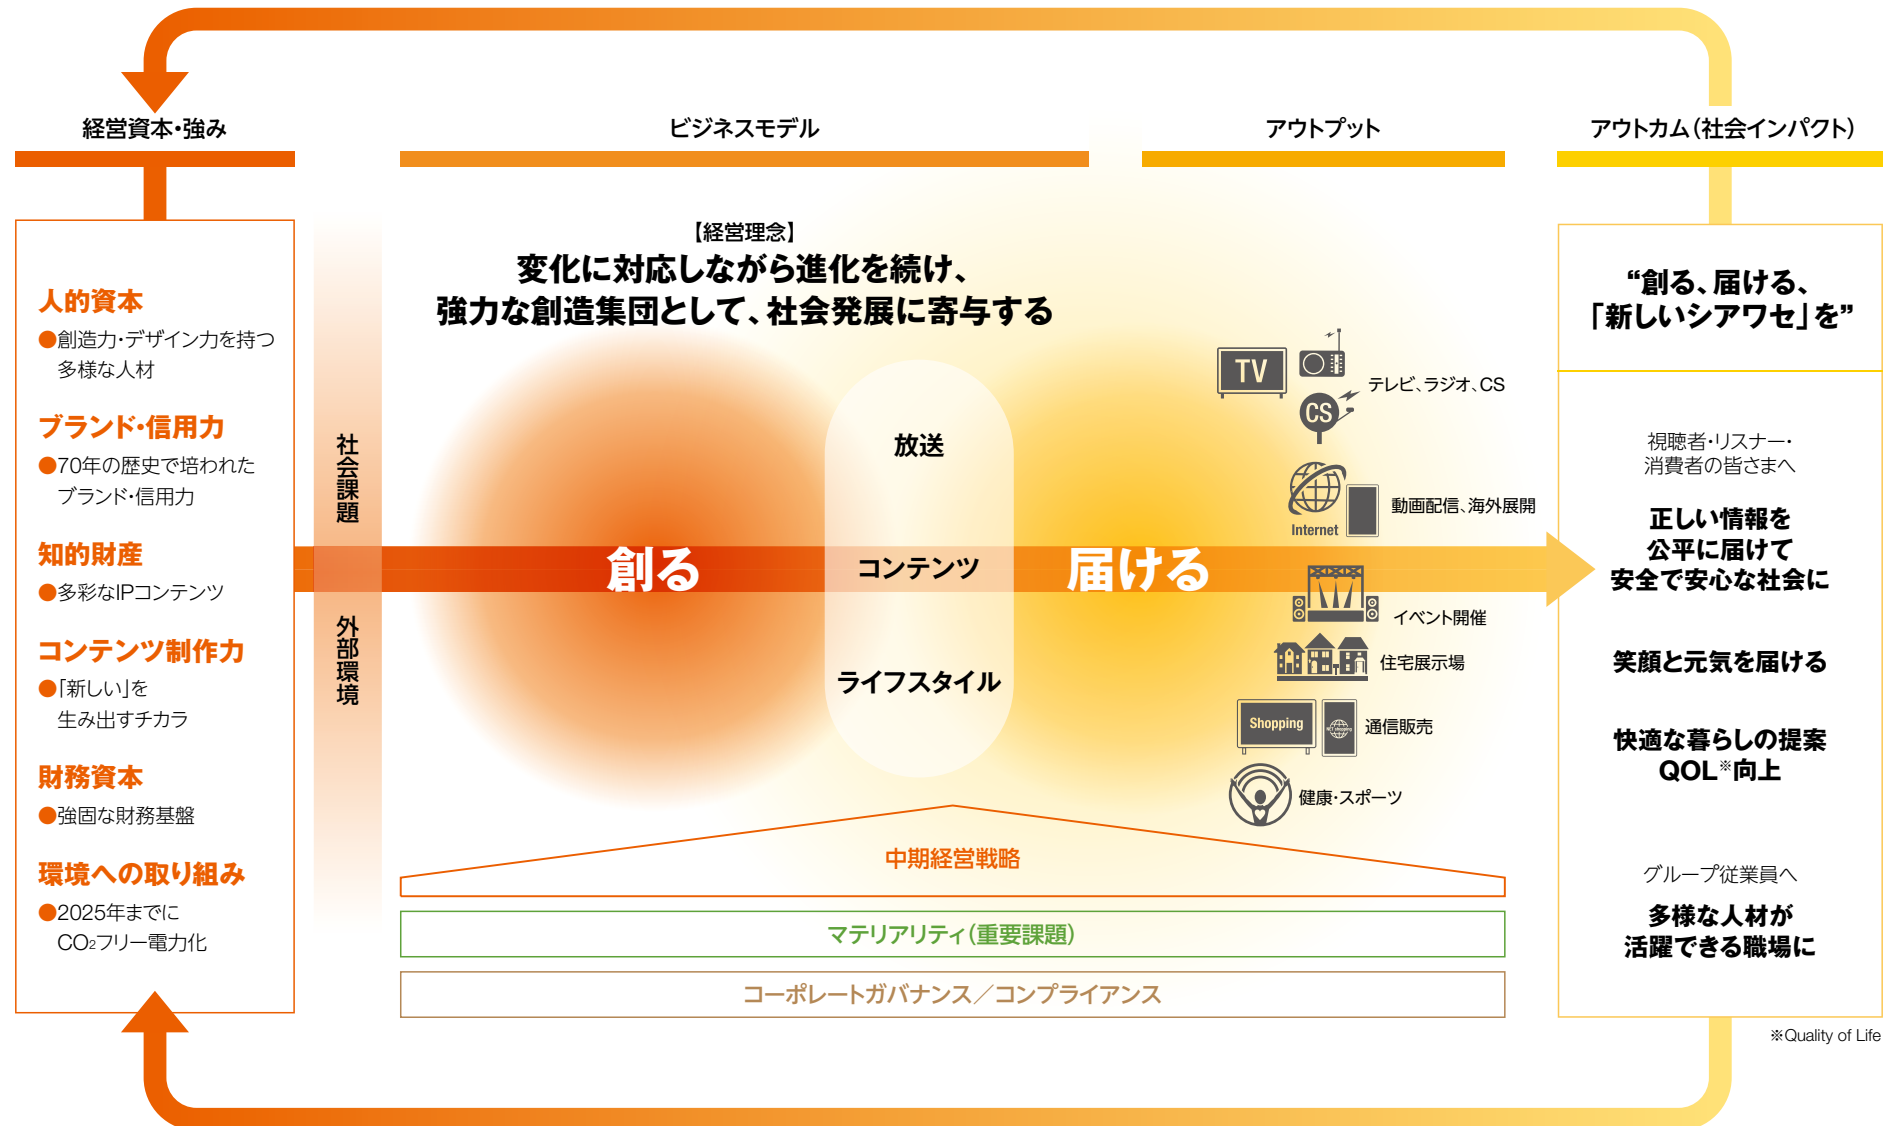 経営資本・強み
ビジネスモデル
アウトプット
アウトカム（社会インパクト）
人的資本
●創造力・デザイン力を持つ
多様な人材
ブランド・信用力
●70年の歴史で培われた
ブランド・信用力
知的財産
●多彩なIPコンテンツ
コンテンツ制作力
●「新しい」を
生み出すチカラ
財務資本
●強固な財務基盤
環境への取り組み
●2025年までに
CO₂フリー電力化
社会課題
外部環境
【経営理念】
変化に対応しながら進化を続け、
強力な創造集団として、社会発展に寄与する
創る
放送
コンテンツ
ライフスタイル
届ける
TV
CS
テレビ、ラジオ、CS
Internet
動画配信、海外展開
イベント開催
住宅展示場
Shopping
NET shopping
通信販売
健康・スポーツ
中期経営戦略
マテリアリティ（重要課題）
コーポレートガバナンス／コンプライアンス
“創る、届ける、
「新しいシアワセ」を”
視聴者・リスナー・
消費者の皆さまへ
正しい情報を
公平に届けて
安全で安心な社会に
笑顔と元気を届ける
快適な暮らしの提案
QOL※向上
グループ従業員へ
多様な人材が
活躍できる職場に
※Quality of Life